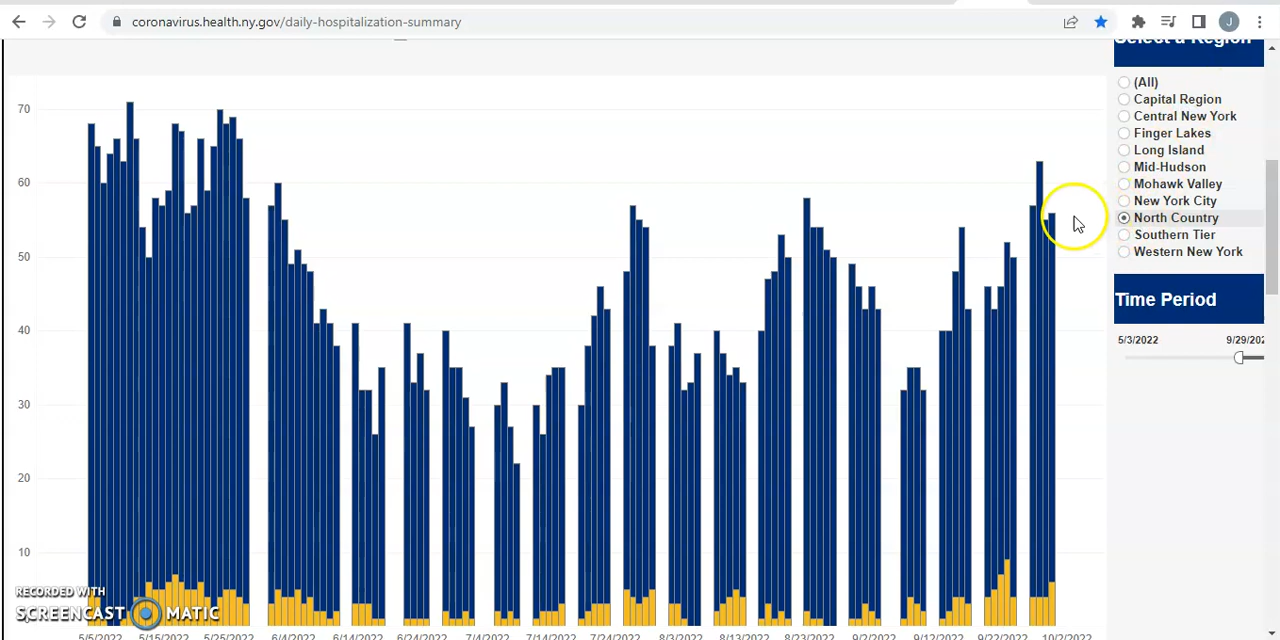 coronavirus.health.ny.gov/daily-hospitalization-summary
J
Select a Region
(All)
Capital Region
Central New York
Finger Lakes
Long Island
Mid-Hudson
Mohawk Valley
New York City
North Country
Southern Tier
Western New York
Time Period
5/3/2022 9/29/202
70
60
50
40
30
20
10
RECORDED WITH
SCREENCAST MATIC
5/5/2022 5/15/2022 5/25/2022 6/4/2022 6/14/2022 6/24/2022 7/4/2022 7/14/2022 7/24/2022 8/3/2022 8/13/2022 8/23/2022 9/2/2022 9/12/2022 9/22/2022 10/2/2022